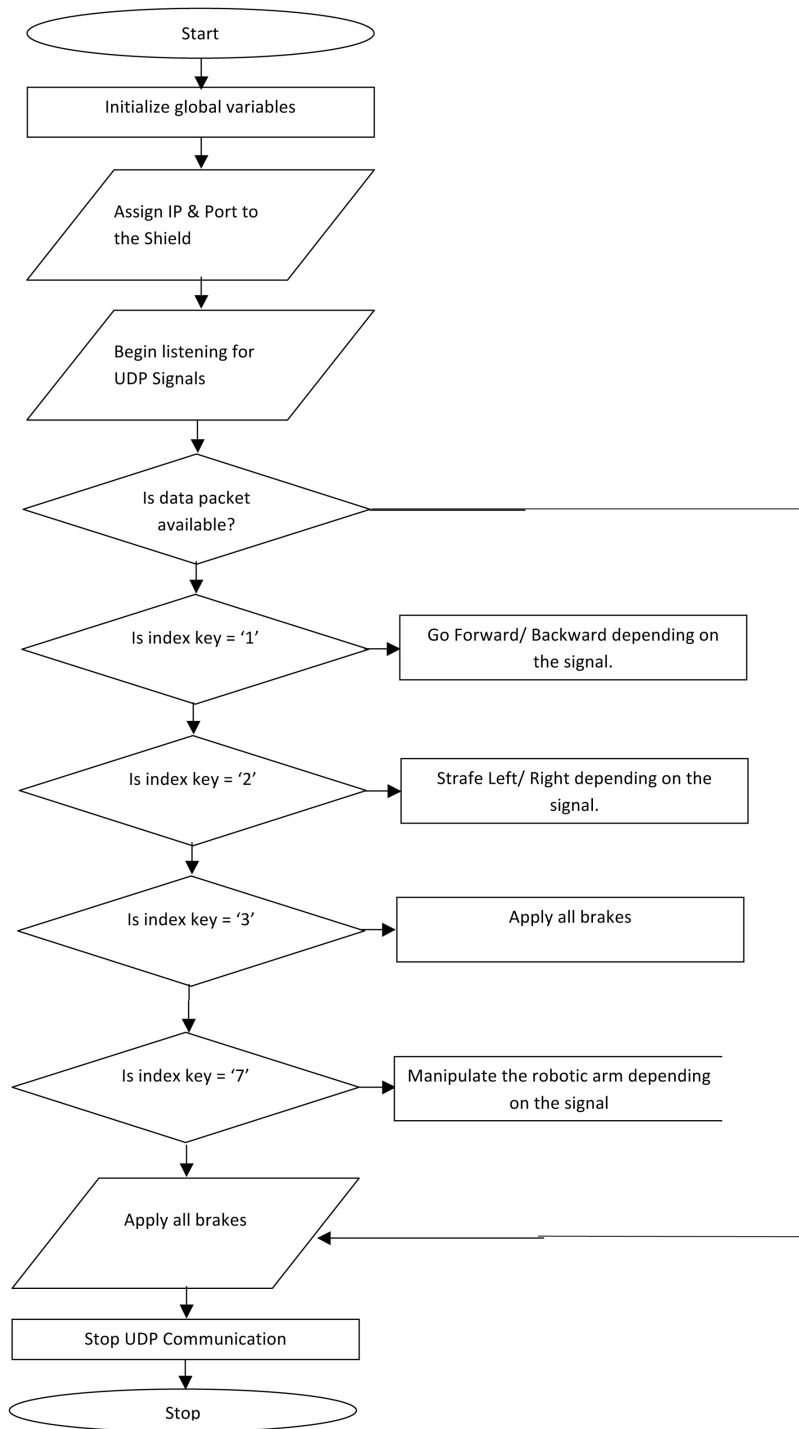 Start
Initialize global variables
Assign IP & Port to
the Shield
Begin listening for
UDP Signals
Is data packet
available?
Is index key = ‘1’
Go Forward/ Backward depending on
the signal.
Is index key = ‘2’
Strafe Left/ Right depending on the
signal.
Is index key = ‘3’
Apply all brakes
Is index key = ‘7’
Manipulate the robotic arm depending
on the signal
Apply all brakes
Stop UDP Communication
Stop